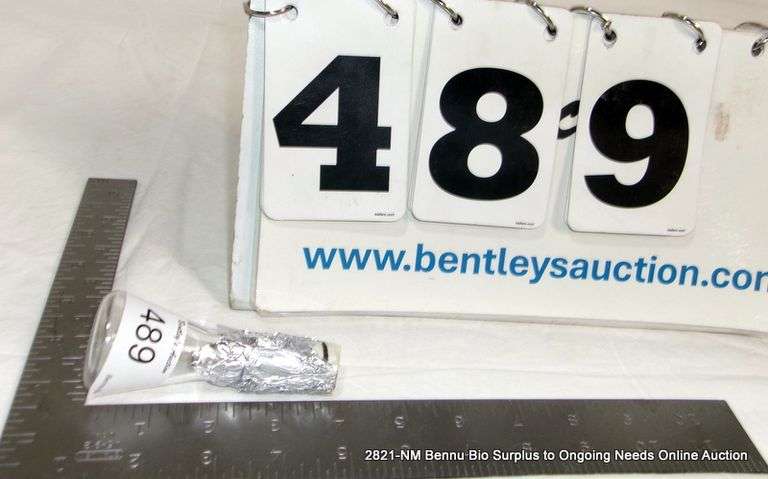 489
www.bentleysauction.com
489
2821-NM Bennu Bio Surplus to Ongoing Needs Online Auction